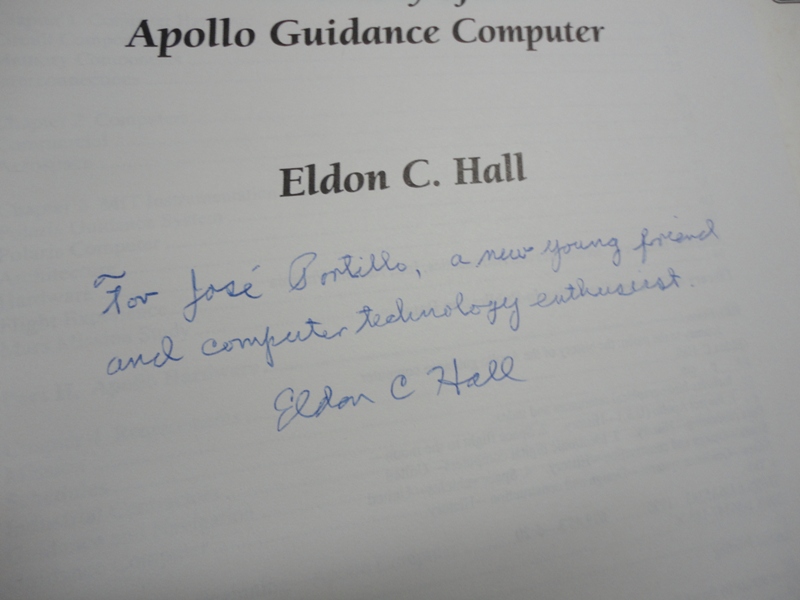 Apollo Guidance Computer
Eldon C. Hall
For José Portillo, a new young friend
and computer technology enthusiast.
Eldon C Hall